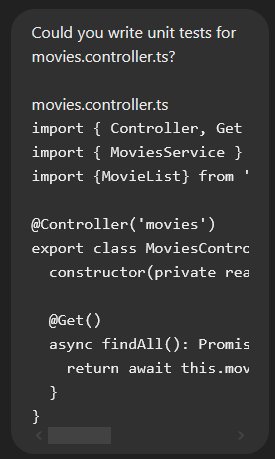 Could you write unit tests for
movies.controller.ts?
movies.controller.ts
import { Controller, Get
import { MoviesService }
import {MovieList} from '
@Controller('movies')
export class MoviesContro
constructor(private rea
@Get()
async findAll(): Promis
return await this.mov
}
}